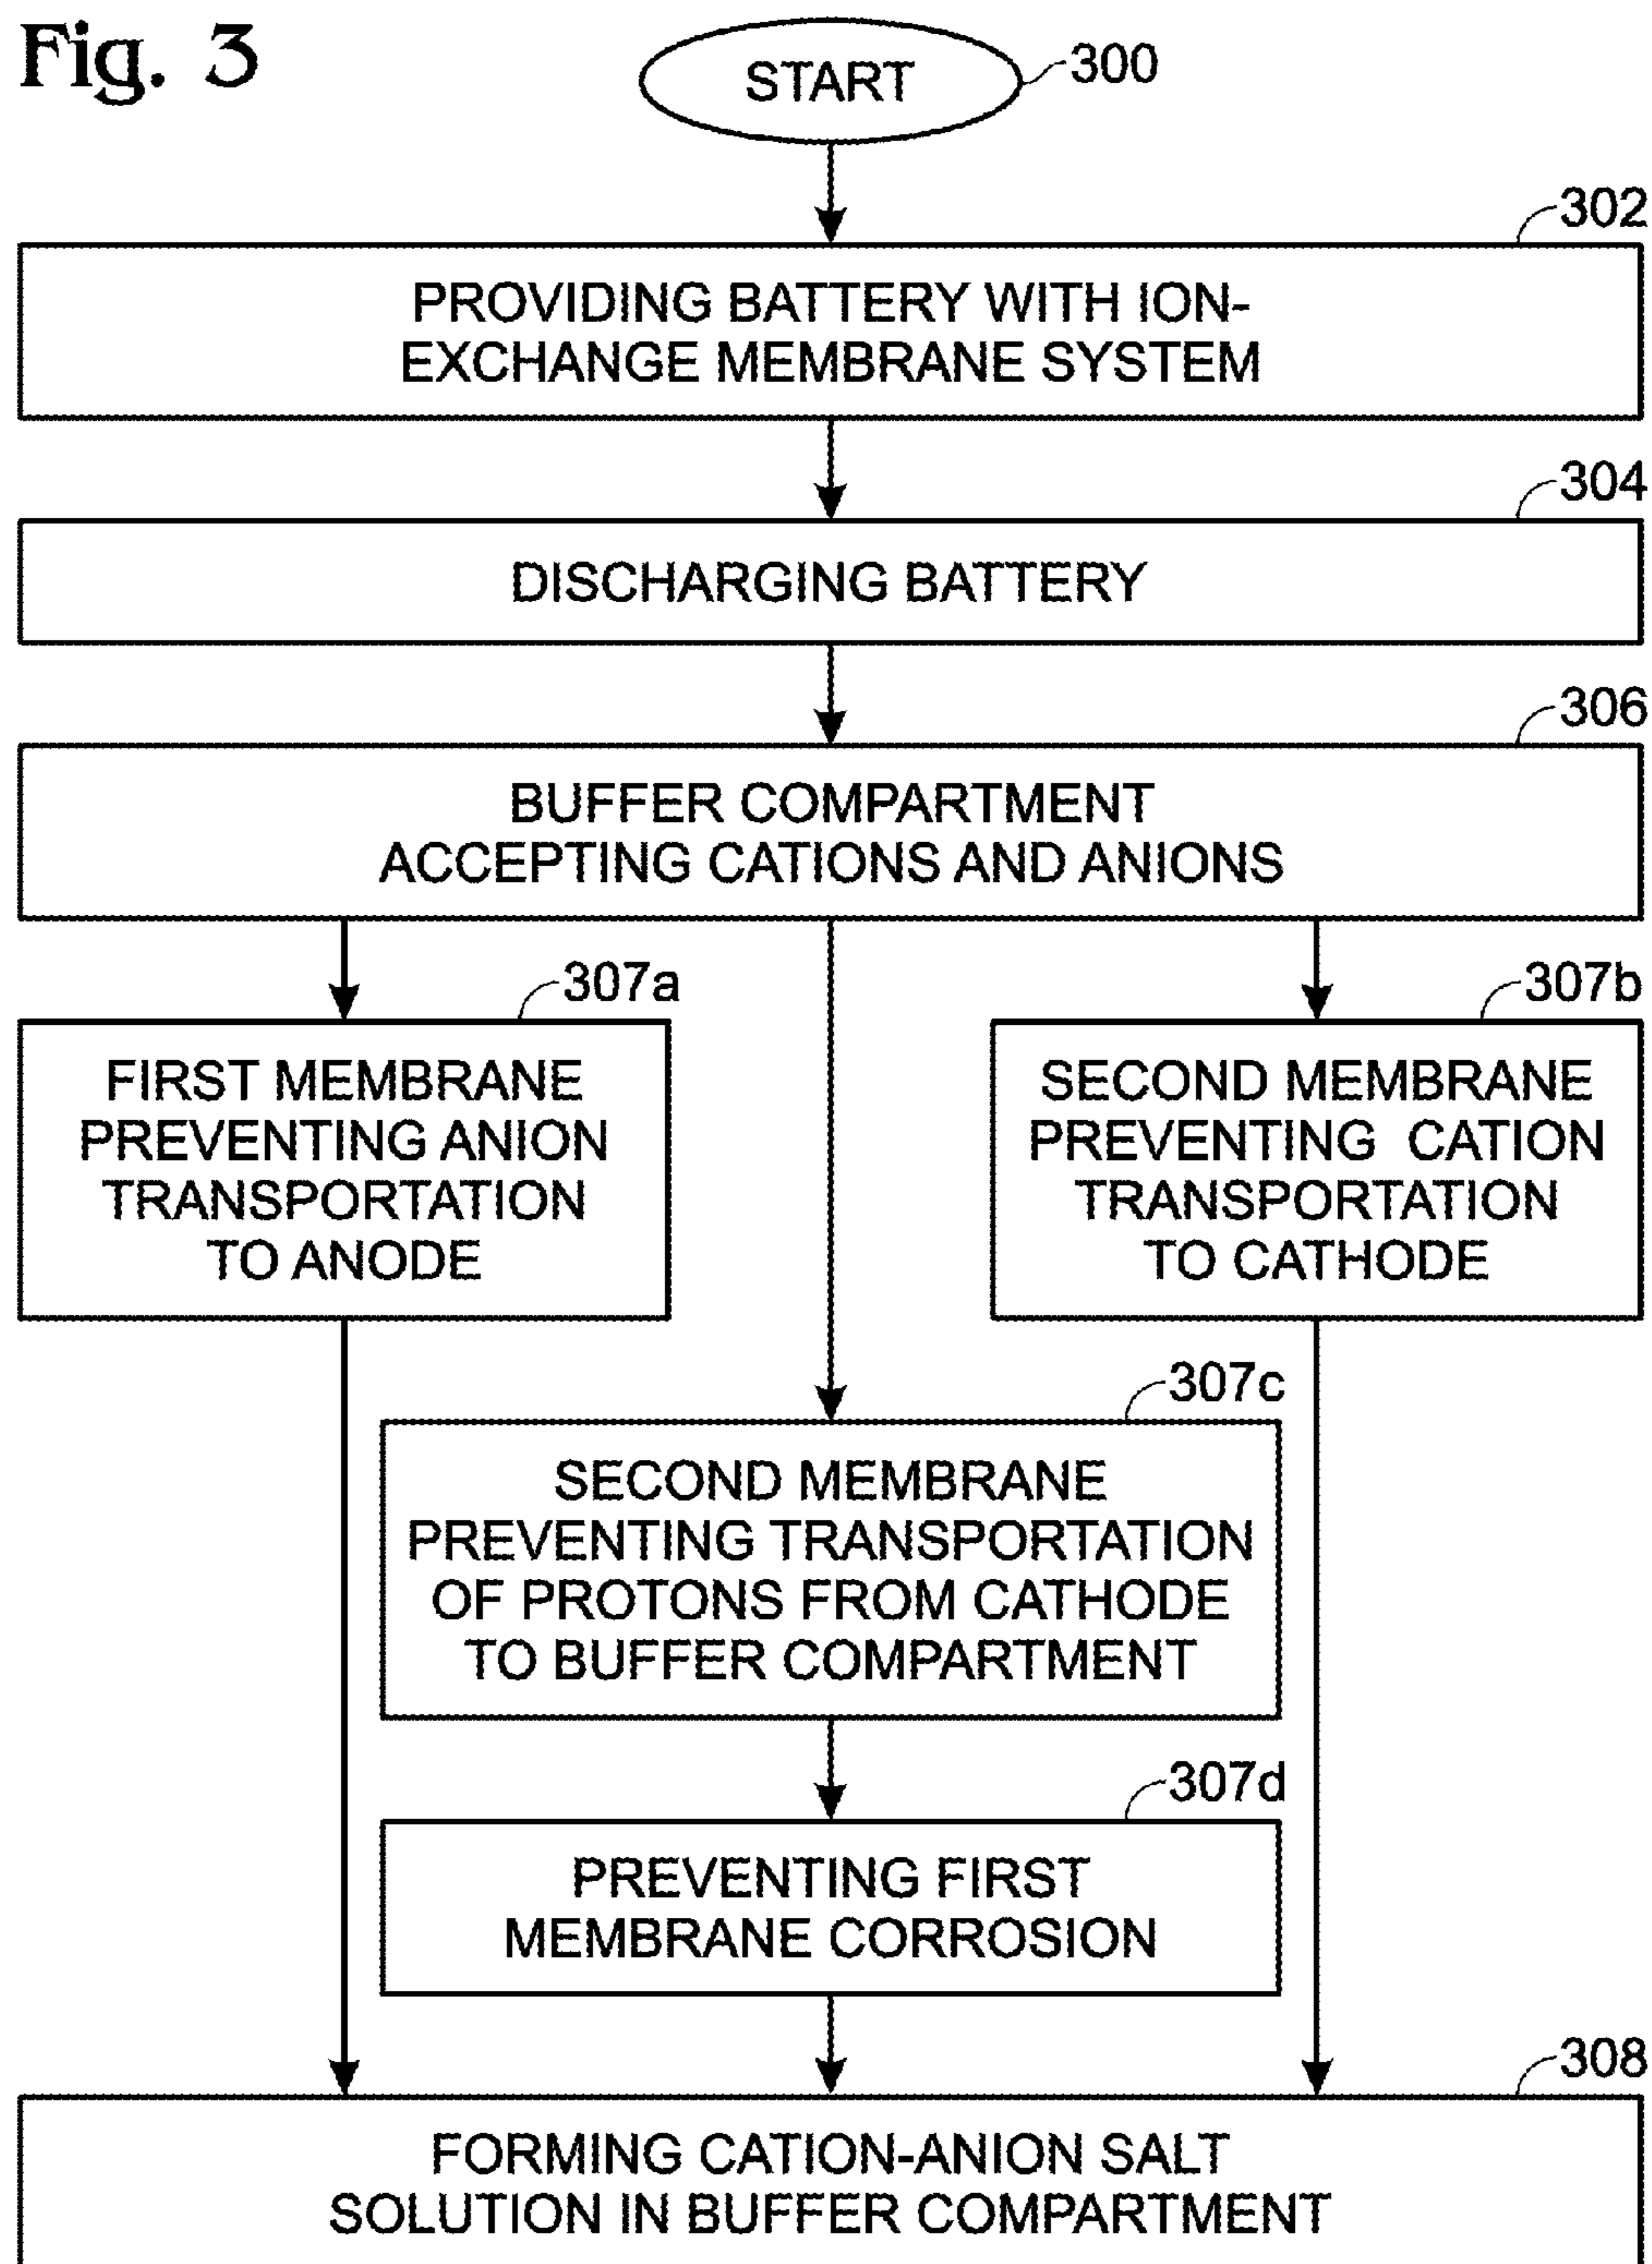 Fig. 3
START
300
302
PROVIDING BATTERY WITH ION-
EXCHANGE MEMBRANE SYSTEM
304
DISCHARGING BATTERY
306
BUFFER COMPARTMENT
ACCEPTING CATIONS AND ANIONS
307a
FIRST MEMBRANE
PREVENTING ANION
TRANSPORTATION
TO ANODE
307b
SECOND MEMBRANE
PREVENTING CATION
TRANSPORTATION
TO CATHODE
307c
SECOND MEMBRANE
PREVENTING TRANSPORTATION
OF PROTONS FROM CATHODE
TO BUFFER COMPARTMENT
307d
PREVENTING FIRST
MEMBRANE CORROSION
308
FORMING CATION-ANION SALT
SOLUTION IN BUFFER COMPARTMENT